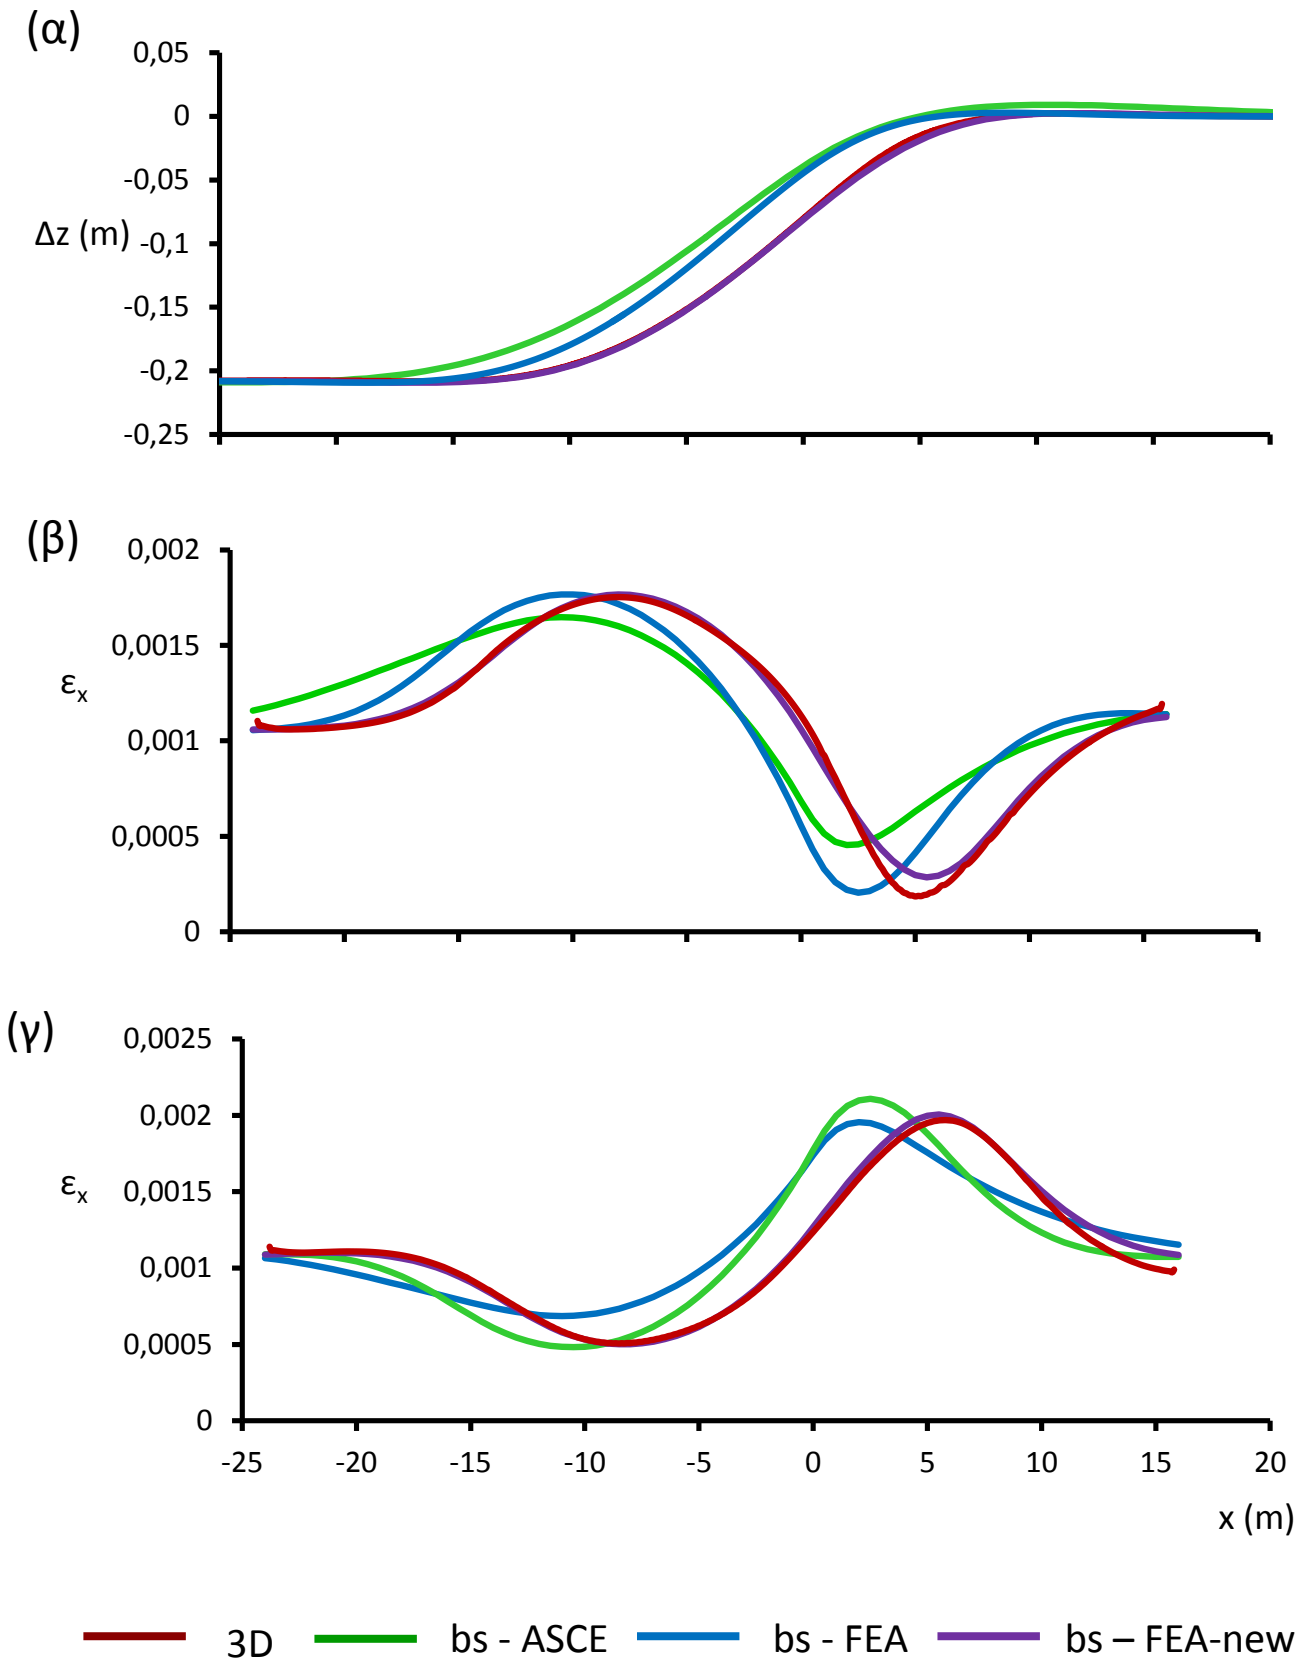 (α)
0,05
0
-0,05
Δz (m)
-0,1
-0,15
-0,2
-0,25
(β)
0,002
0,0015
εx
0,001
0,0005
0
(γ)
0,0025
0,002
εx
0,0015
0,001
0,0005
0
-25 -20 -15 -10 -5 0 5 10 15 20
x (m)
3D bs - ASCE bs - FEA bs – FEA-new